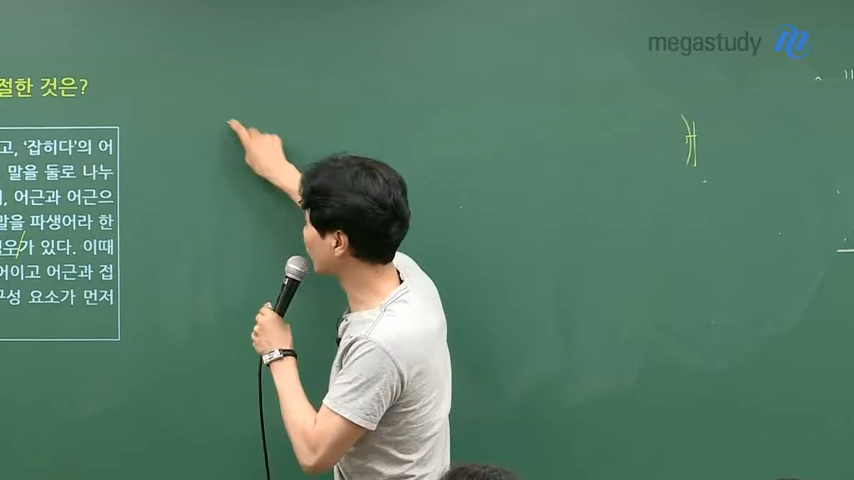 절한 것은?
megastudy
고, ‘잡히다’의 어
말을 둘로 나누
어근과 어근으
말을 파생어라 한
가 있다. 이때
어이고 어근과 접
구성 요소가 먼저